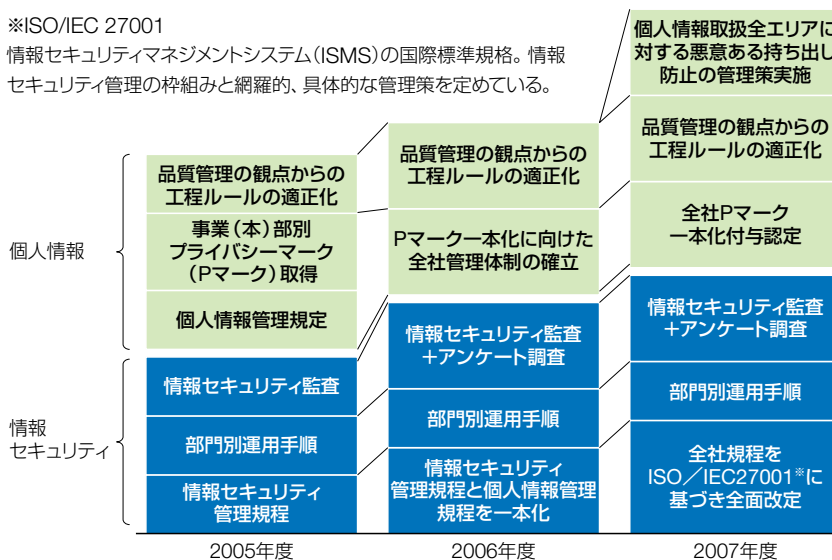 ※ISO/IEC 27001
情報セキュリティマネジメントシステム（ISMS）の国際標準規格。情報
セキュリティ管理の枠組みと網羅的、具体的な管理策を定めている。
個人情報
品質管理の観点からの
工程ルールの適正化
事業（本）部別
プライバシーマーク
（Pマーク）取得
個人情報管理規定
情報
セキュリティ
情報セキュリティ監査
部門別運用手順
情報セキュリティ
管理規程
2005年度
品質管理の観点からの
工程ルールの適正化
Pマーク一本化に向けた
全社管理体制の確立
情報セキュリティ監査
＋アンケート調査
部門別運用手順
情報セキュリティ
管理規程と個人情報管理
規程を一本化
2006年度
個人情報取扱全エリアに
対する悪意ある持ち出し
防止の管理策実施
品質管理の観点からの
工程ルールの適正化
全社Pマーク
一本化付与認定
情報セキュリティ監査
＋アンケート調査
部門別運用手順
全社規程を
ISO／IEC27001※に
基づき全面改定
2007年度